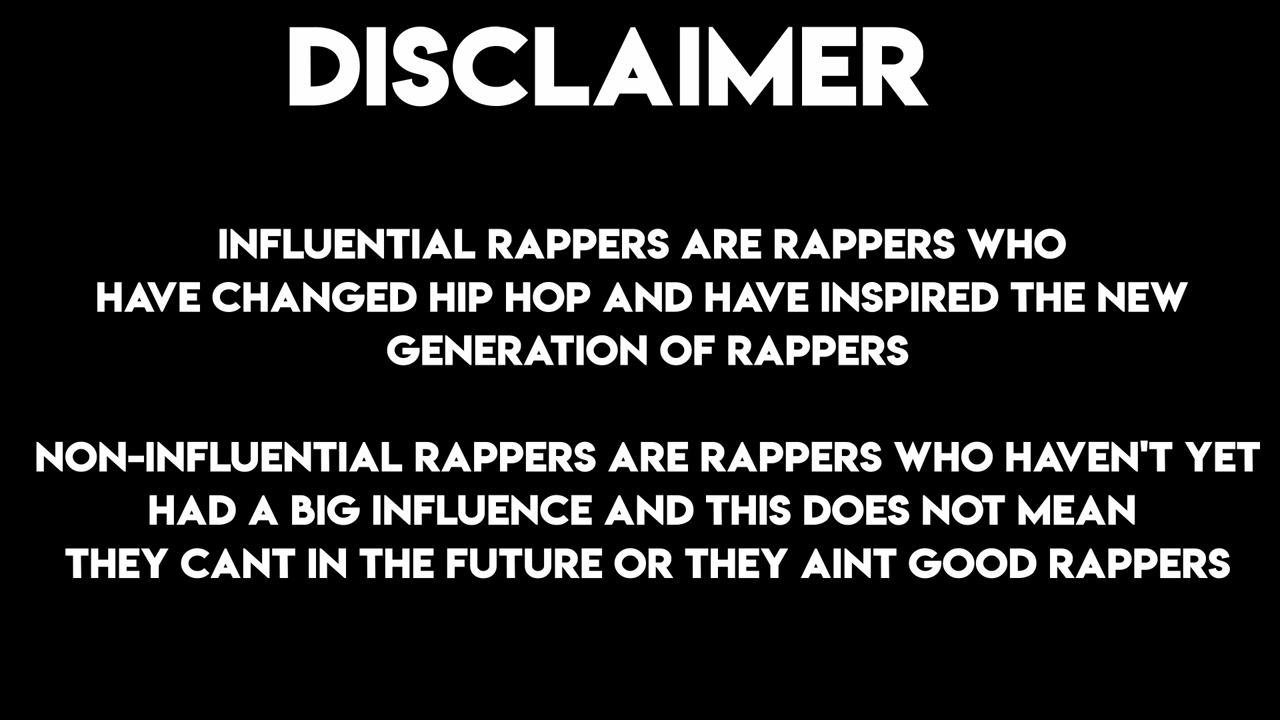 DISCLAIMER
INFLUENTIAL RAPPERS ARE RAPPERS WHO
HAVE CHANGED HIP HOP AND HAVE INSPIRED THE NEW
GENERATION OF RAPPERS
NON-INFLUENTIAL RAPPERS ARE RAPPERS WHO HAVEN'T YET
HAD A BIG INFLUENCE AND THIS DOES NOT MEAN
THEY CANT IN THE FUTURE OR THEY AINT GOOD RAPPERS